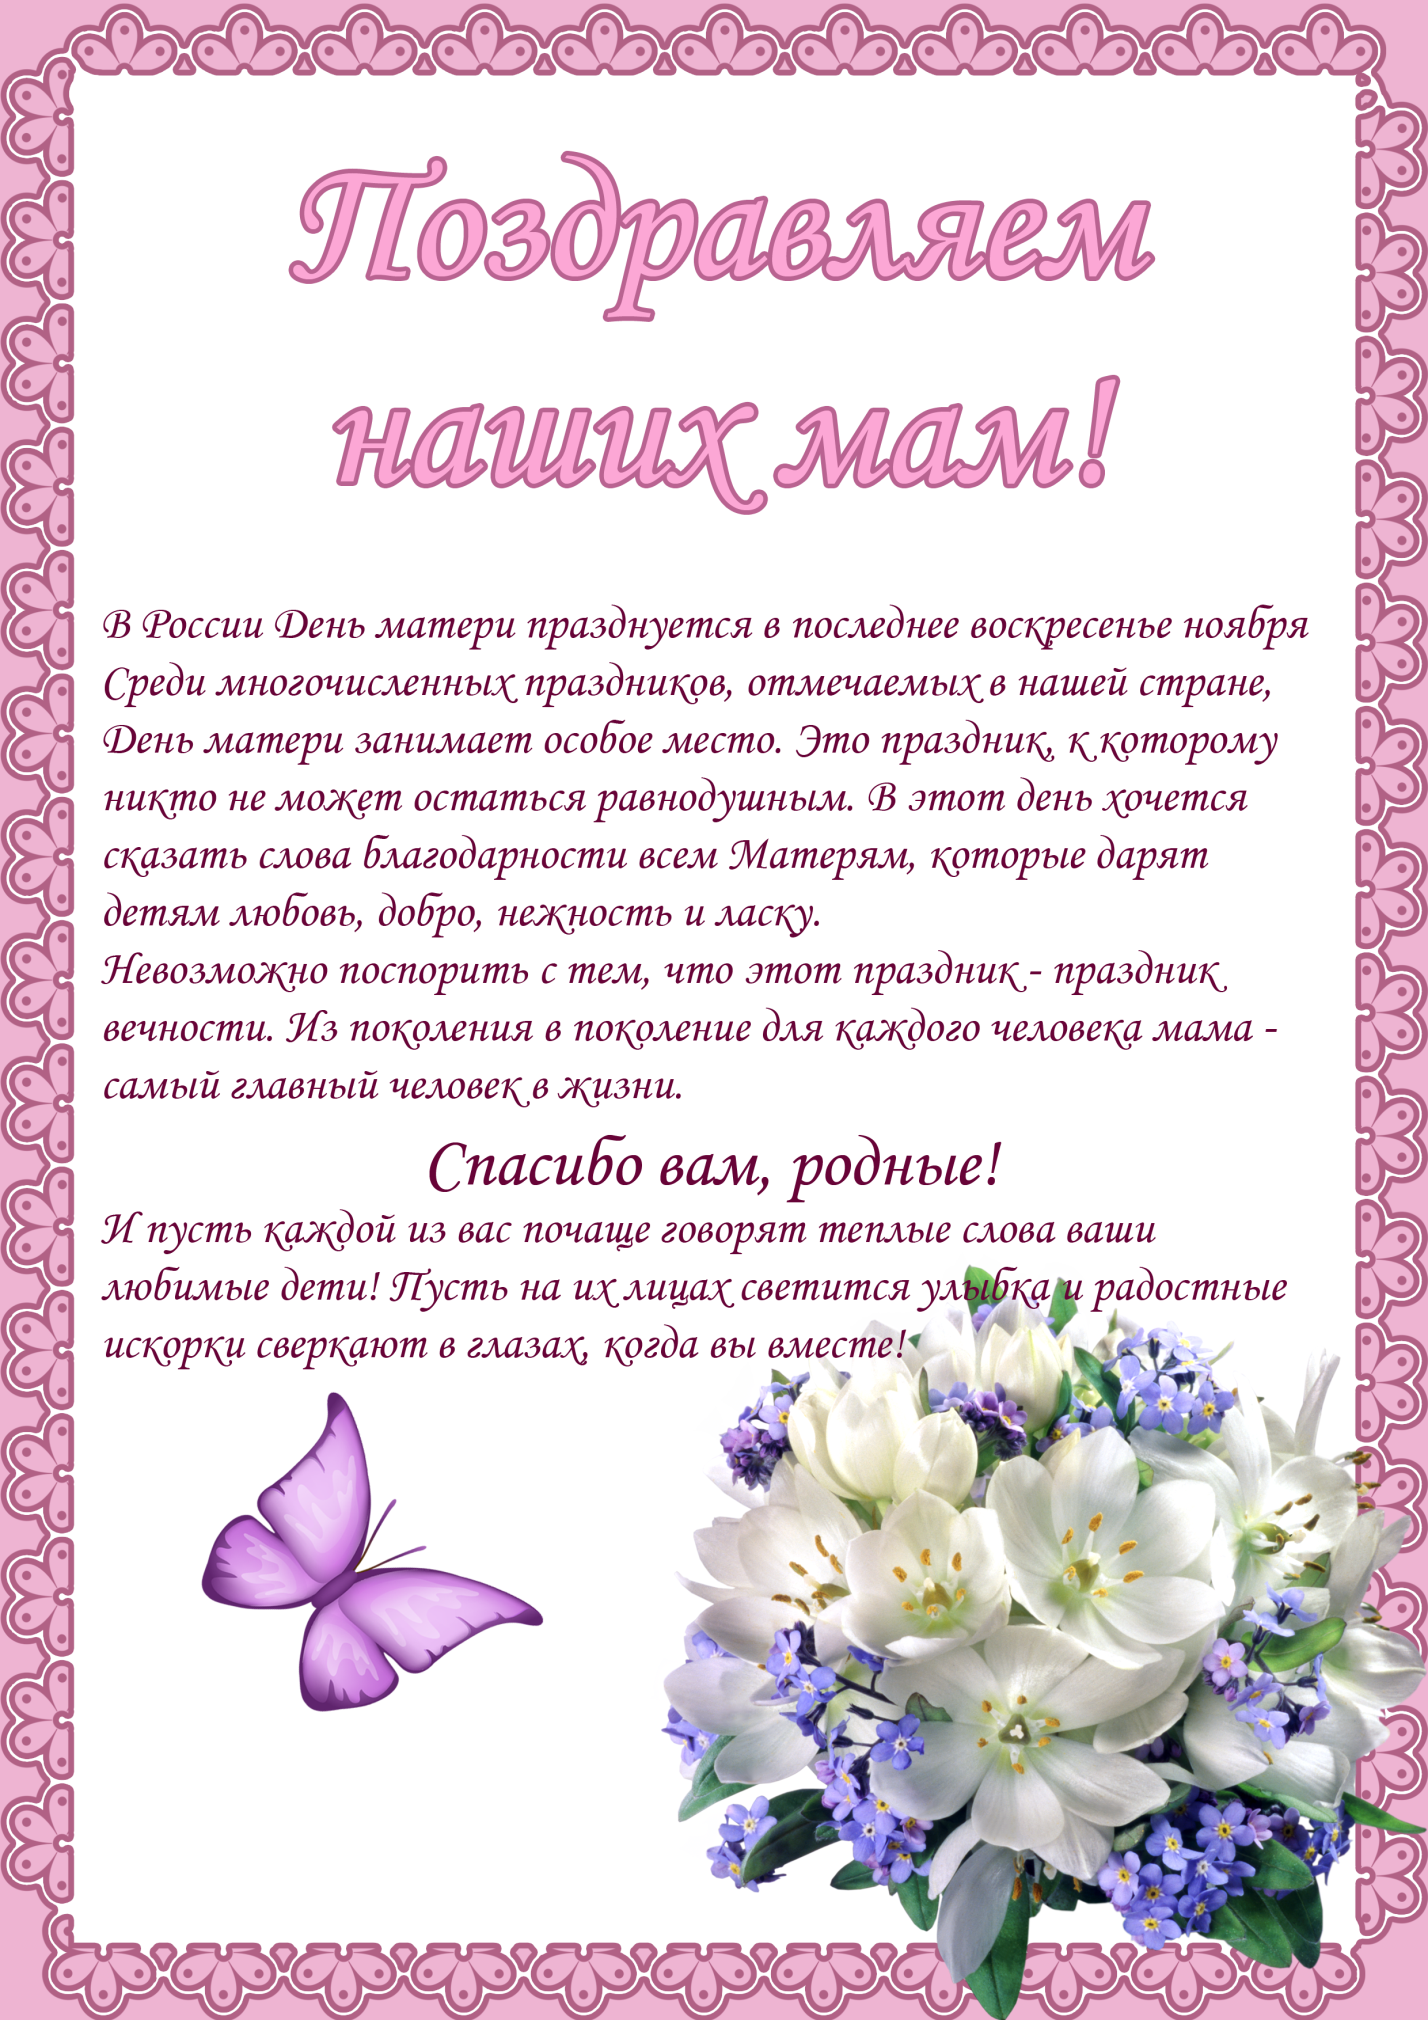 Поздравляем
наших мам!
В России День матери празднуется в последнее воскресенье ноября
Среди многочисленных праздников, отмечаемых в нашей стране,
День матери занимает особое место. Это праздник, к которому
никто не может остаться равнодушным. В этот день хочется
сказать слова благодарности всем Матерям, которые дарят
детям любовь, добро, нежность и ласку.
Невозможно поспорить с тем, что этот праздник - праздник
вечности. Из поколения в поколение для каждого человека мама -
самый главный человек в жизни.
Спасибо вам, родные!
И пусть каждой из вас почаще говорят теплые слова ваши
любимые дети! Пусть на их лицах светится улыбка и радостные
искорки сверкают в глазах, когда вы вместе!